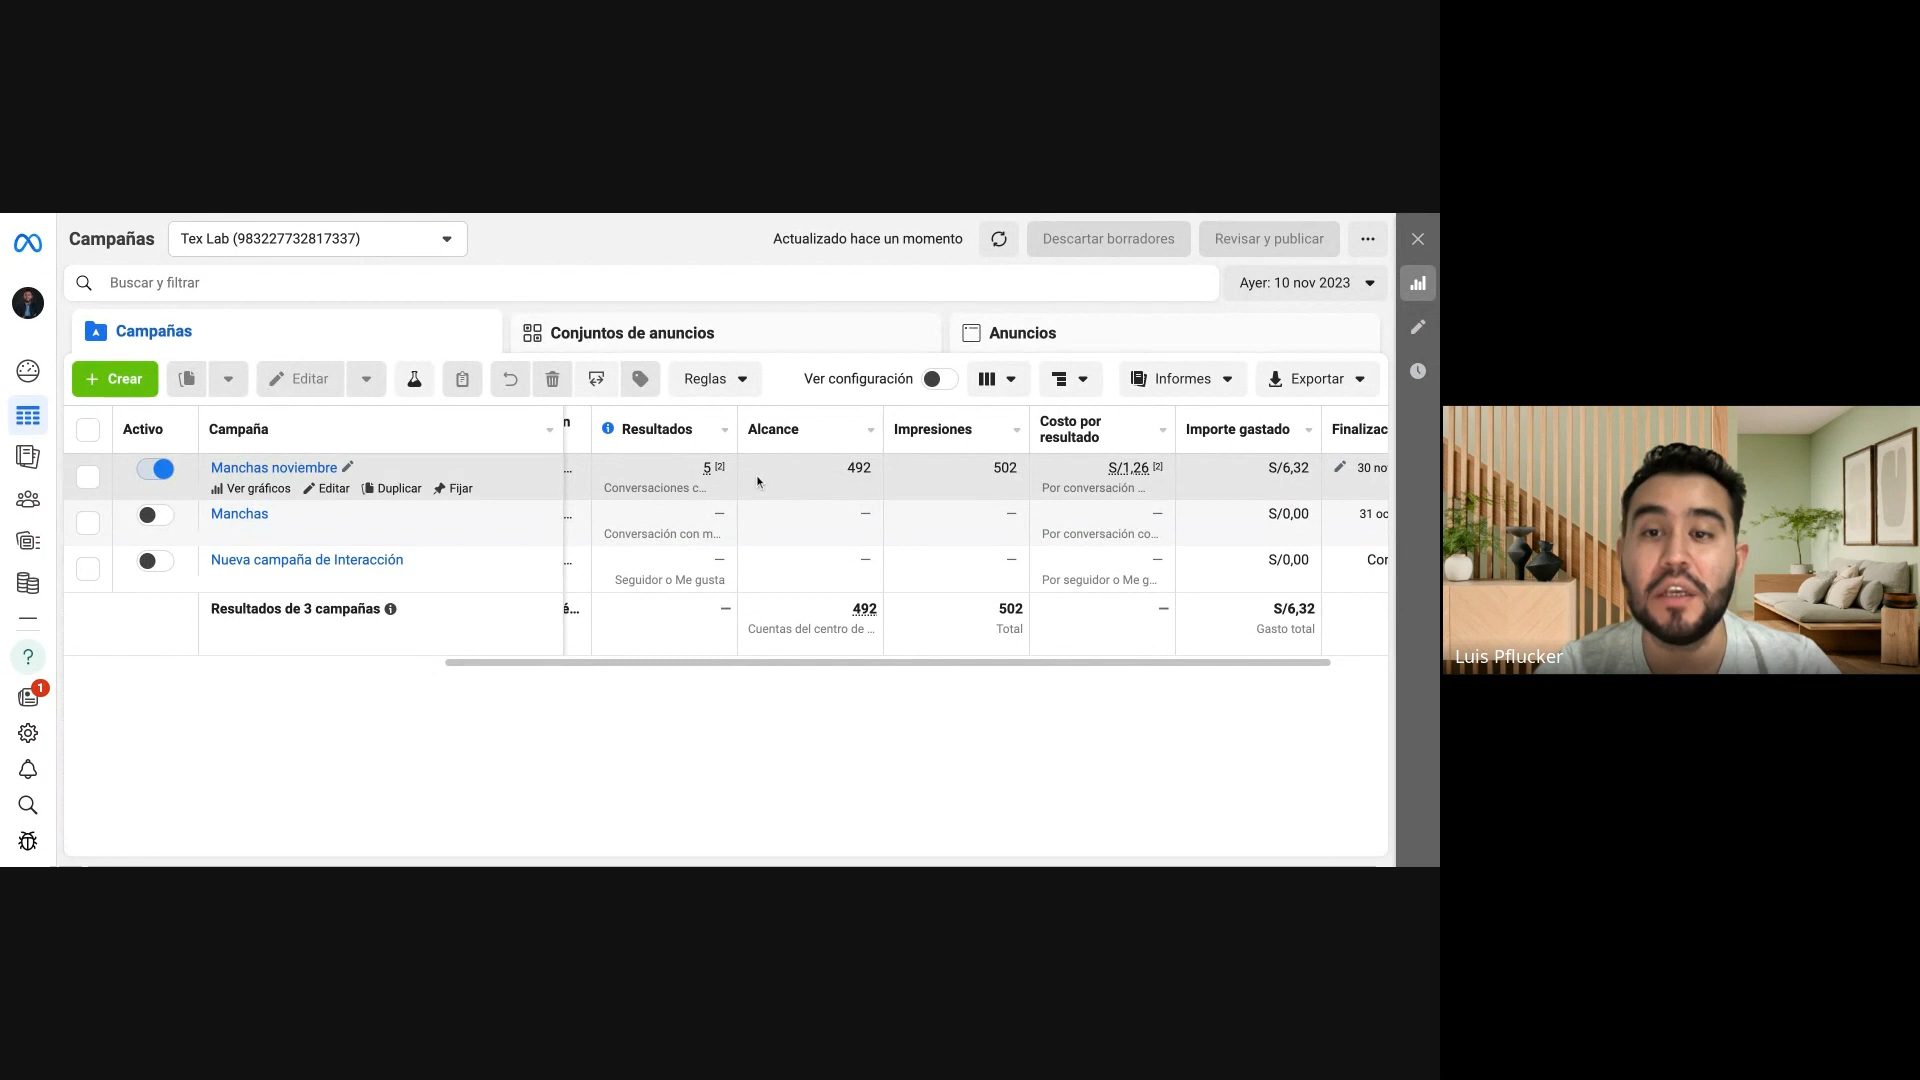 Campañas
Tex Lab (983227732817337)
Actualizado hace un momento
Descartar borradores
Revisar y publicar
Buscar y filtrar
Ayer: 10 nov 2023
Campañas
Conjuntos de anuncios
Anuncios
+ Crear
Editar
Reglas
Ver configuración
Informes
Exportar
Activo
Campaña
n
Resultados
Alcance
Impresiones
Costo por resultado
Importe gastado
Finalizac
Manchas noviembre
...
5 [2]
492
502
S/1,26 [2]
S/6,32
30 no
Ver gráficos
Editar
Duplicar
Fijar
Conversaciones c...
Por conversación ...
Manchas
...
—
—
—
—
S/0,00
31 oc
Conversación con m...
Por conversación co...
Nueva campaña de Interacción
...
—
—
—
—
S/0,00
Cor
Seguidor o Me gusta
Por seguidor o Me g...
Resultados de 3 campañas
é...
—
492
502
—
S/6,32
Cuentas del centro de ...
Total
Gasto total
?
1
Luis Pflucker